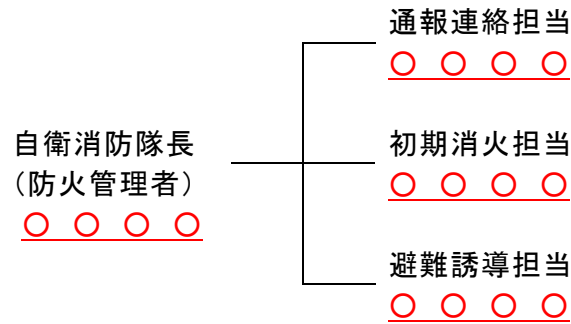 自衛消防隊長
（防火管理者）
〇 〇 〇 〇
通報連絡担当
〇 〇 〇 〇
初期消火担当
〇 〇 〇 〇
避難誘導担当
〇 〇 〇 〇